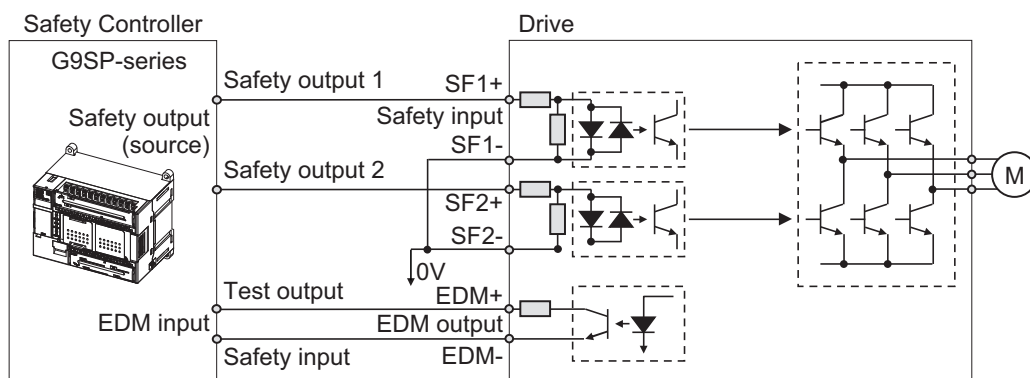 Safety Controller
Drive
G9SP-series
Safety output 1
SF1+
Safety output
(source)
Safety input
SF1-
Safety output 2
SF2+
SF2-
0V
M
Test output
EDM+
EDM input
EDM output
Safety input
EDM-